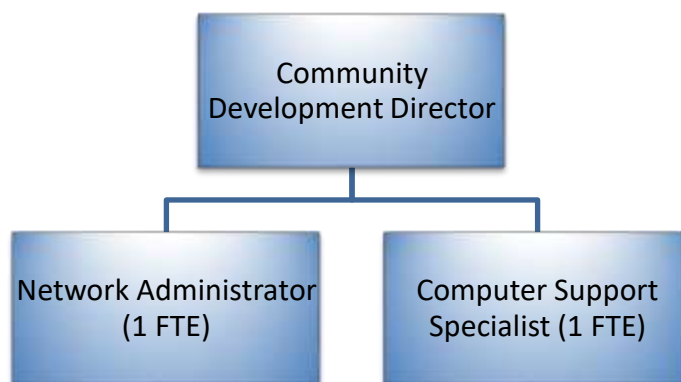 Community
Development Director
Network Administrator
(1 FTE)
Computer Support
Specialist (1 FTE)